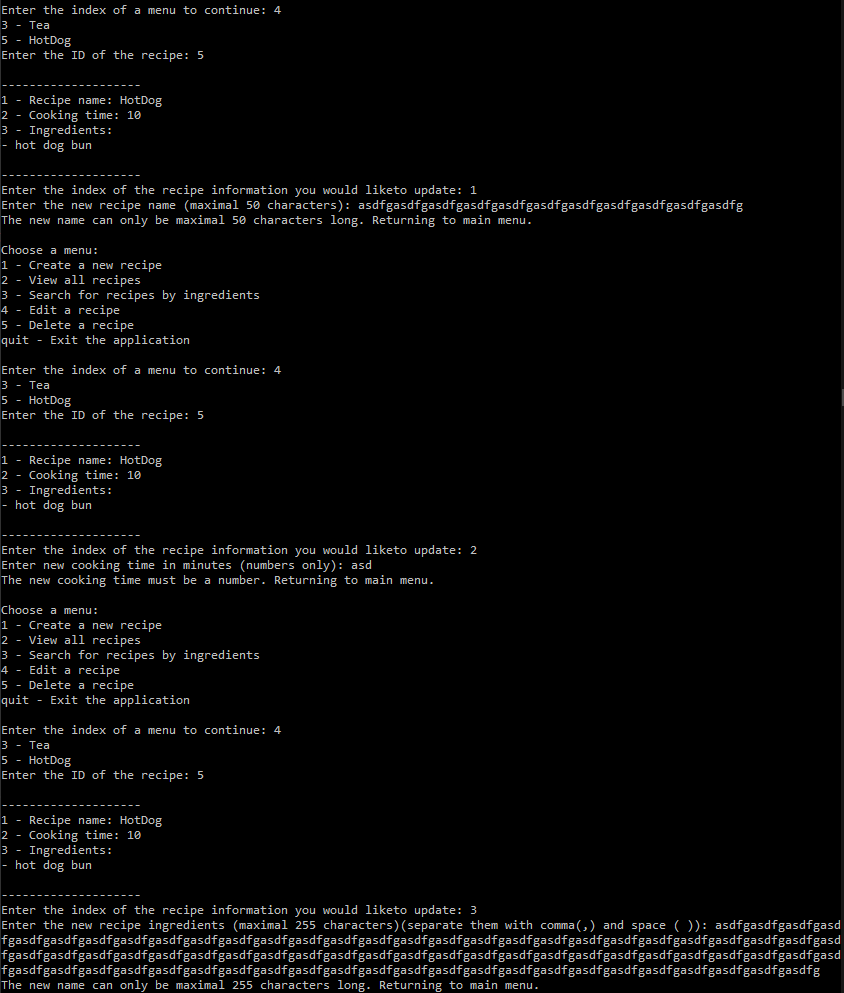 Enter the index of a menu to continue: 4
3 - Tea
5 - HotDog
Enter the ID of the recipe: 5
--------------------
1 - Recipe name: HotDog
2 - Cooking time: 10
3 - Ingredients:
- hot dog bun
--------------------
Enter the index of the recipe information you would liketo update: 1
Enter the new recipe name (maximal 50 characters): asdfgasdfgasdfgasdfgasdfgasdfgasdfgasdfgasdfgasdfgasdfg
The new name can only be maximal 50 characters long. Returning to main menu.
Choose a menu:
1 - Create a new recipe
2 - View all recipes
3 - Search for recipes by ingredients
4 - Edit a recipe
5 - Delete a recipe
quit - Exit the application
Enter the index of a menu to continue: 4
3 - Tea
5 - HotDog
Enter the ID of the recipe: 5
--------------------
1 - Recipe name: HotDog
2 - Cooking time: 10
3 - Ingredients:
- hot dog bun
--------------------
Enter the index of the recipe information you would liketo update: 2
Enter new cooking time in minutes (numbers only): asd
The new cooking time must be a number. Returning to main menu.
Choose a menu:
1 - Create a new recipe
2 - View all recipes
3 - Search for recipes by ingredients
4 - Edit a recipe
5 - Delete a recipe
quit - Exit the application
Enter the index of a menu to continue: 4
3 - Tea
5 - HotDog
Enter the ID of the recipe: 5
--------------------
1 - Recipe name: HotDog
2 - Cooking time: 10
3 - Ingredients:
- hot dog bun
--------------------
Enter the index of the recipe information you would liketo update: 3
Enter the new recipe ingredients (maximal 255 characters)(separate them with comma(,) and space ( )): asdfgasdfgasdfgasd
fgasdfgasdfgasdfgasdfgasdfgasdfgasdfgasdfgasdfgasdfgasdfgasdfgasdfgasdfgasdfgasdfgasdfgasdfgasdfgasdfgasdfgasdfgasdfgasd
fgasdfgasdfgasdfgasdfgasdfgasdfgasdfgasdfgasdfgasdfgasdfgasdfgasdfgasdfgasdfgasdfgasdfgasdfgasdfgasdfgasdfgasdfgasdfgasd
fgasdfgasdfgasdfgasdfgasdfgasdfgasdfgasdfgasdfgasdfgasdfgasdfgasdfgasdfgasdfgasdfgasdfgasdfgasdfgasdfgasdfgasdfgasdfg
The new name can only be maximal 255 characters long. Returning to main menu.